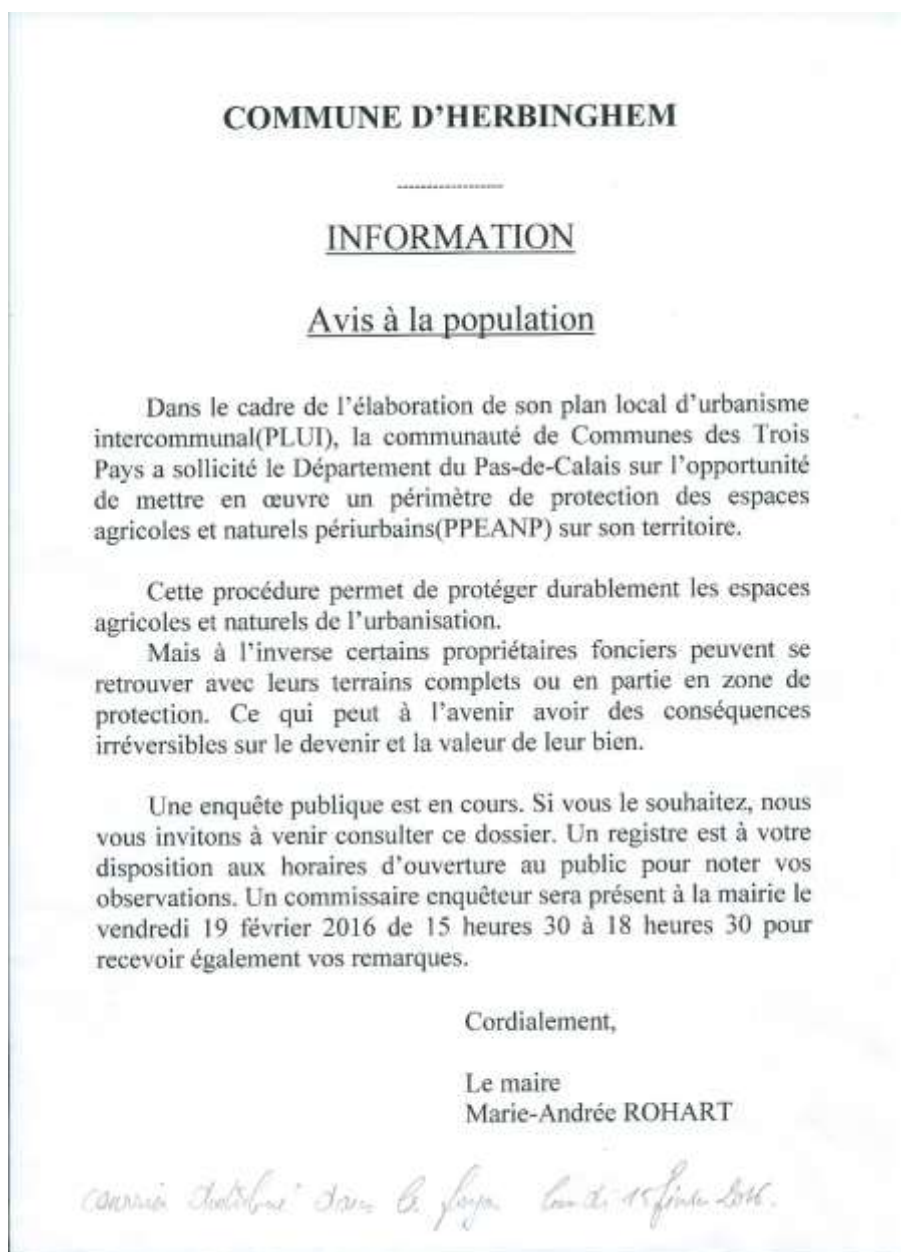 COMMUNE D'HERBINGHEM
-------------------
INFORMATION
Avis à la population
Dans le cadre de l'élaboration de son plan local d'urbanisme
intercommunal(PLUI), la communauté de Communes des Trois
Pays a sollicité le Département du Pas-de-Calais sur l'opportunité
de mettre en œuvre un périmètre de protection des espaces
agricoles et naturels périurbains(PPEANP) sur son territoire.
Cette procédure permet de protéger durablement les espaces
agricoles et naturels de l'urbanisation.
Mais à l'inverse certains propriétaires fonciers peuvent se
retrouver avec leurs terrains complets ou en partie en zone de
protection. Ce qui peut à l'avenir avoir des conséquences
irréversibles sur le devenir et la valeur de leur bien.
Une enquête publique est en cours. Si vous le souhaitez, nous
vous invitons à venir consulter ce dossier. Un registre est à votre
disposition aux horaires d'ouverture au public pour noter vos
observations. Un commissaire enquêteur sera présent à la mairie le
vendredi 19 février 2016 de 15 heures 30 à 18 heures 30 pour
recevoir également vos remarques.
Cordialement,
Le maire
Marie-Andrée ROHART
courrier distribué dans lundi 15 février 2016.